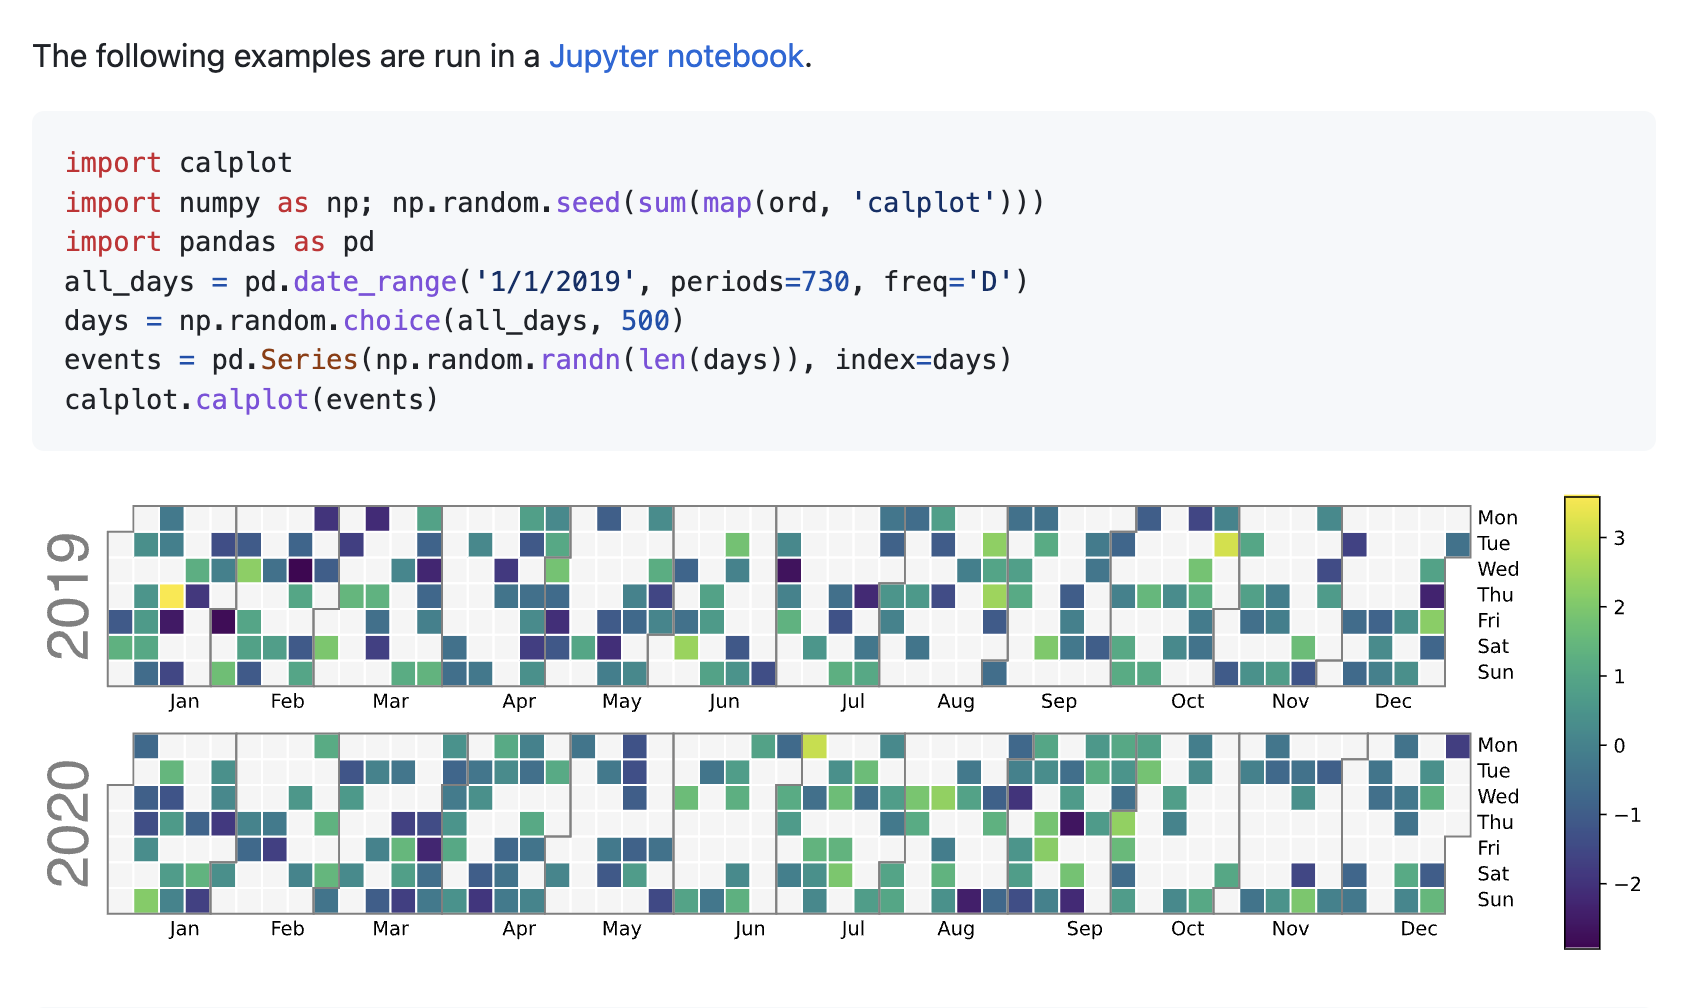 The following examples are run in a Jupyter notebook.
import calplot
import numpy as np; np.random.seed(sum(map(ord, 'calplot')))
import pandas as pd
all_days = pd.date_range('1/1/2019', periods=730, freq='D')
days = np.random.choice(all_days, 500)
events = pd.Series(np.random.randn(len(days)), index=days)
calplot.calplot(events)
2019
Mon
Tue
Wed
Thu
Fri
Sat
Sun
Jan Feb Mar Apr May Jun Jul Aug Sep Oct Nov Dec
2020
Mon
Tue
Wed
Thu
Fri
Sat
Sun
Jan Feb Mar Apr May Jun Jul Aug Sep Oct Nov Dec
3
2
1
0
−1
−2